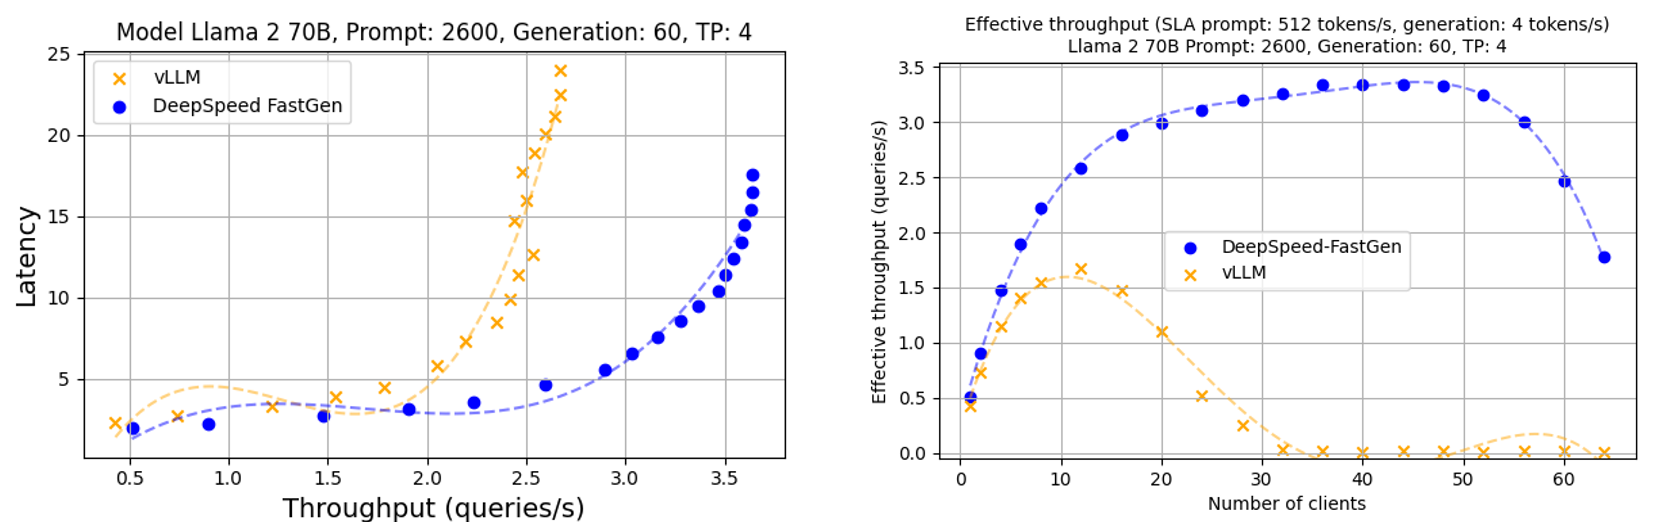 Model Llama 2 70B, Prompt: 2600, Generation: 60, TP: 4
25
20
15
10
5
Latency
vLLM
DeepSpeed FastGen
0.5
1.0
1.5
2.0
2.5
3.0
3.5
Throughput (queries/s)
Effective throughput (SLA prompt: 512 tokens/s, generation: 4 tokens/s)
Llama 2 70B Prompt: 2600, Generation: 60, TP: 4
3.5
3.0
2.5
2.0
1.5
1.0
0.5
0.0
Effective throughput (queries/s)
DeepSpeed-FastGen
vLLM
0
10
20
30
40
50
60
Number of clients